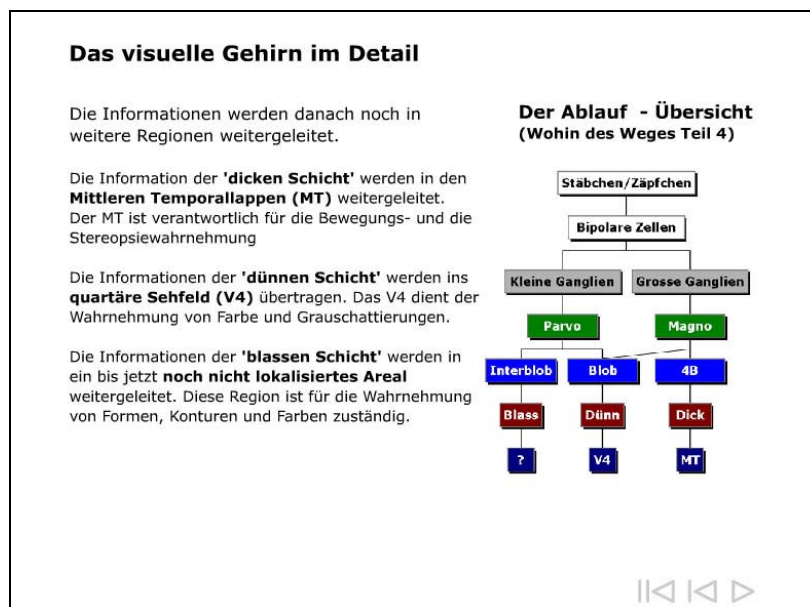 Das visuelle Gehirn im Detail
Die Informationen werden danach noch in
weitere Regionen weitergeleitet.
Die Information der 'dicken Schicht' werden in den
Mittleren Temporallappen (MT) weitergeleitet.
Der MT ist verantwortlich für die Bewegungs- und die
Stereopsiewahrnehmung
Die Informationen der 'dünnen Schicht' werden ins
quartäre Sehfeld (V4) übertragen. Das V4 dient der
Wahrnehmung von Farbe und Grauschattierungen.
Die Informationen der 'blassen Schicht' werden in
ein bis jetzt noch nicht lokalisiertes Areal
weitergeleitet. Diese Region ist für die Wahrnehmung
von Formen, Konturen und Farben zuständig.
Der Ablauf - Übersicht
(Wohin des Weges Teil 4)
Stäbchen/Zäpfchen
Bipolare Zellen
Kleine Ganglien Grosse Ganglien
Parvo Magno
Interblob Blob 4B
Blass Dünn Dick
? V4 MT